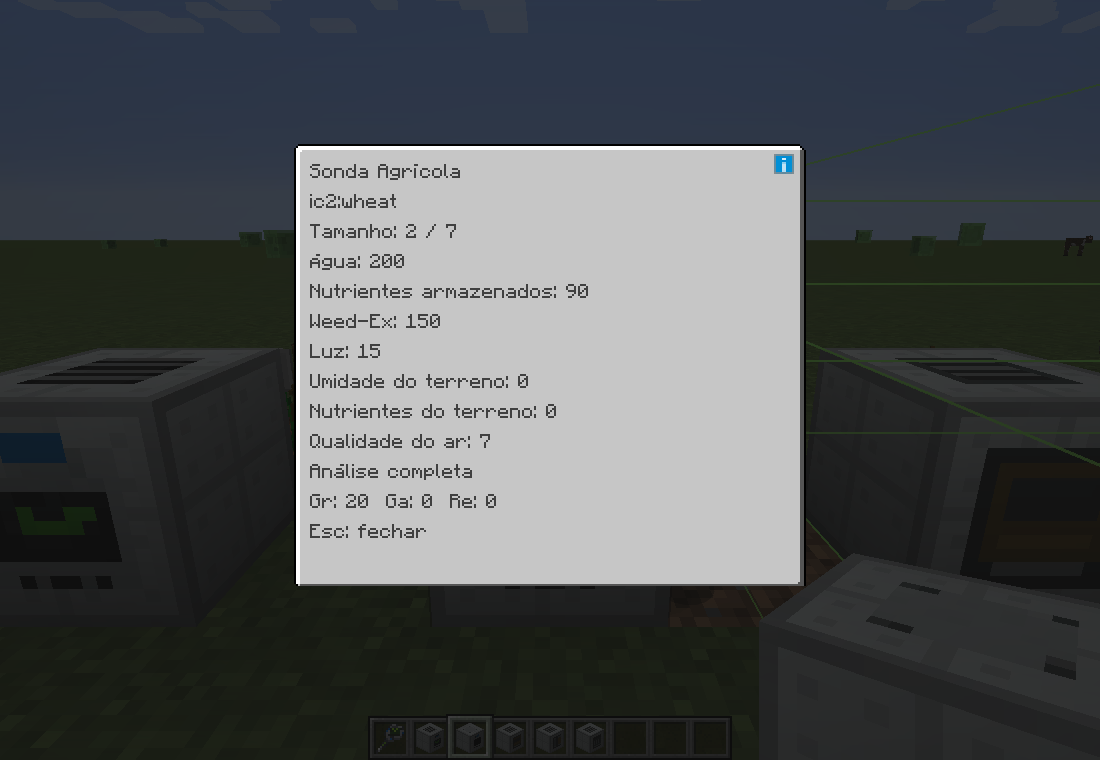 Sonda Agrícola
ic2:wheat
Tamanho: 2 / 7
Água: 200
Nutrientes armazenados: 90
Weed-Ex: 150
Luz: 15
Umidade do terreno: 0
Nutrientes do terreno: 0
Qualidade do ar: 7
Análise completa
Gr: 20 Ga: 0 Re: 0
Esc: fechar